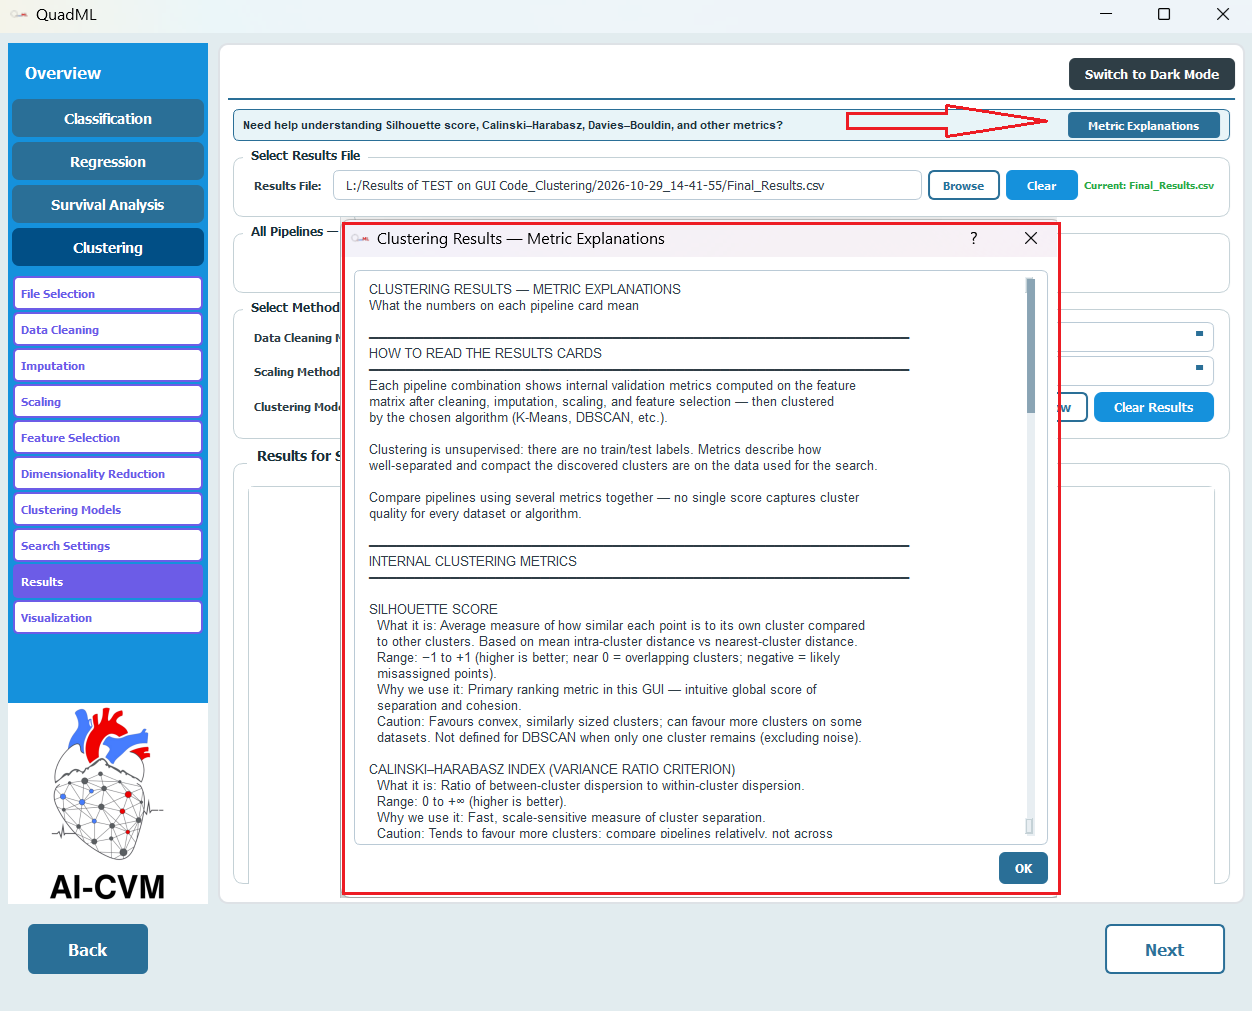 QuadML
Overview
Classification
Regression
Survival Analysis
Clustering
File Selection
Data Cleaning
Imputation
Scaling
Feature Selection
Dimensionality Reduction
Clustering Models
Search Settings
Results
Visualization
AI-CVM
Switch to Dark Mode
Need help understanding Silhouette score, Calinski–Harabasz, Davies–Bouldin, and other metrics?
Metric Explanations
Select Results File
Results File:
L:/Results of TEST on GUI Code_Clustering/2026-10-29_14-41-55/Final_Results.csv
Browse
Clear
Current: Final_Results.csv
All Pipelines —
Select Method
Data Cleaning
Scaling Method
Clustering
Clear Results
Results for
Clustering Results — Metric Explanations
?
CLUSTERING RESULTS — METRIC EXPLANATIONS
What the numbers on each pipeline card mean
HOW TO READ THE RESULTS CARDS
Each pipeline combination shows internal validation metrics computed on the feature
matrix after cleaning, imputation, scaling, and feature selection — then clustered
by the chosen algorithm (K-Means, DBSCAN, etc.).
Clustering is unsupervised: there are no train/test labels. Metrics describe how
well-separated and compact the discovered clusters are on the data used for the search.
Compare pipelines using several metrics together — no single score captures cluster
quality for every dataset or algorithm.
INTERNAL CLUSTERING METRICS
SILHOUETTE SCORE
What it is: Average measure of how similar each point is to its own cluster compared
to other clusters. Based on mean intra-cluster distance vs nearest-cluster distance.
Range: −1 to +1 (higher is better; near 0 = overlapping clusters; negative = likely
misassigned points).
Why we use it: Primary ranking metric in this GUI — intuitive global score of
separation and cohesion.
Caution: Favours convex, similarly sized clusters; can favour more clusters on some
datasets. Not defined for DBSCAN when only one cluster remains (excluding noise).
CALINSKI–HARABASZ INDEX (VARIANCE RATIO CRITERION)
What it is: Ratio of between-cluster dispersion to within-cluster dispersion.
Range: 0 to +∞ (higher is better).
Why we use it: Fast, scale-sensitive measure of cluster separation.
Caution: Tends to favour more clusters; compare pipelines relatively, not across
OK
Back
Next